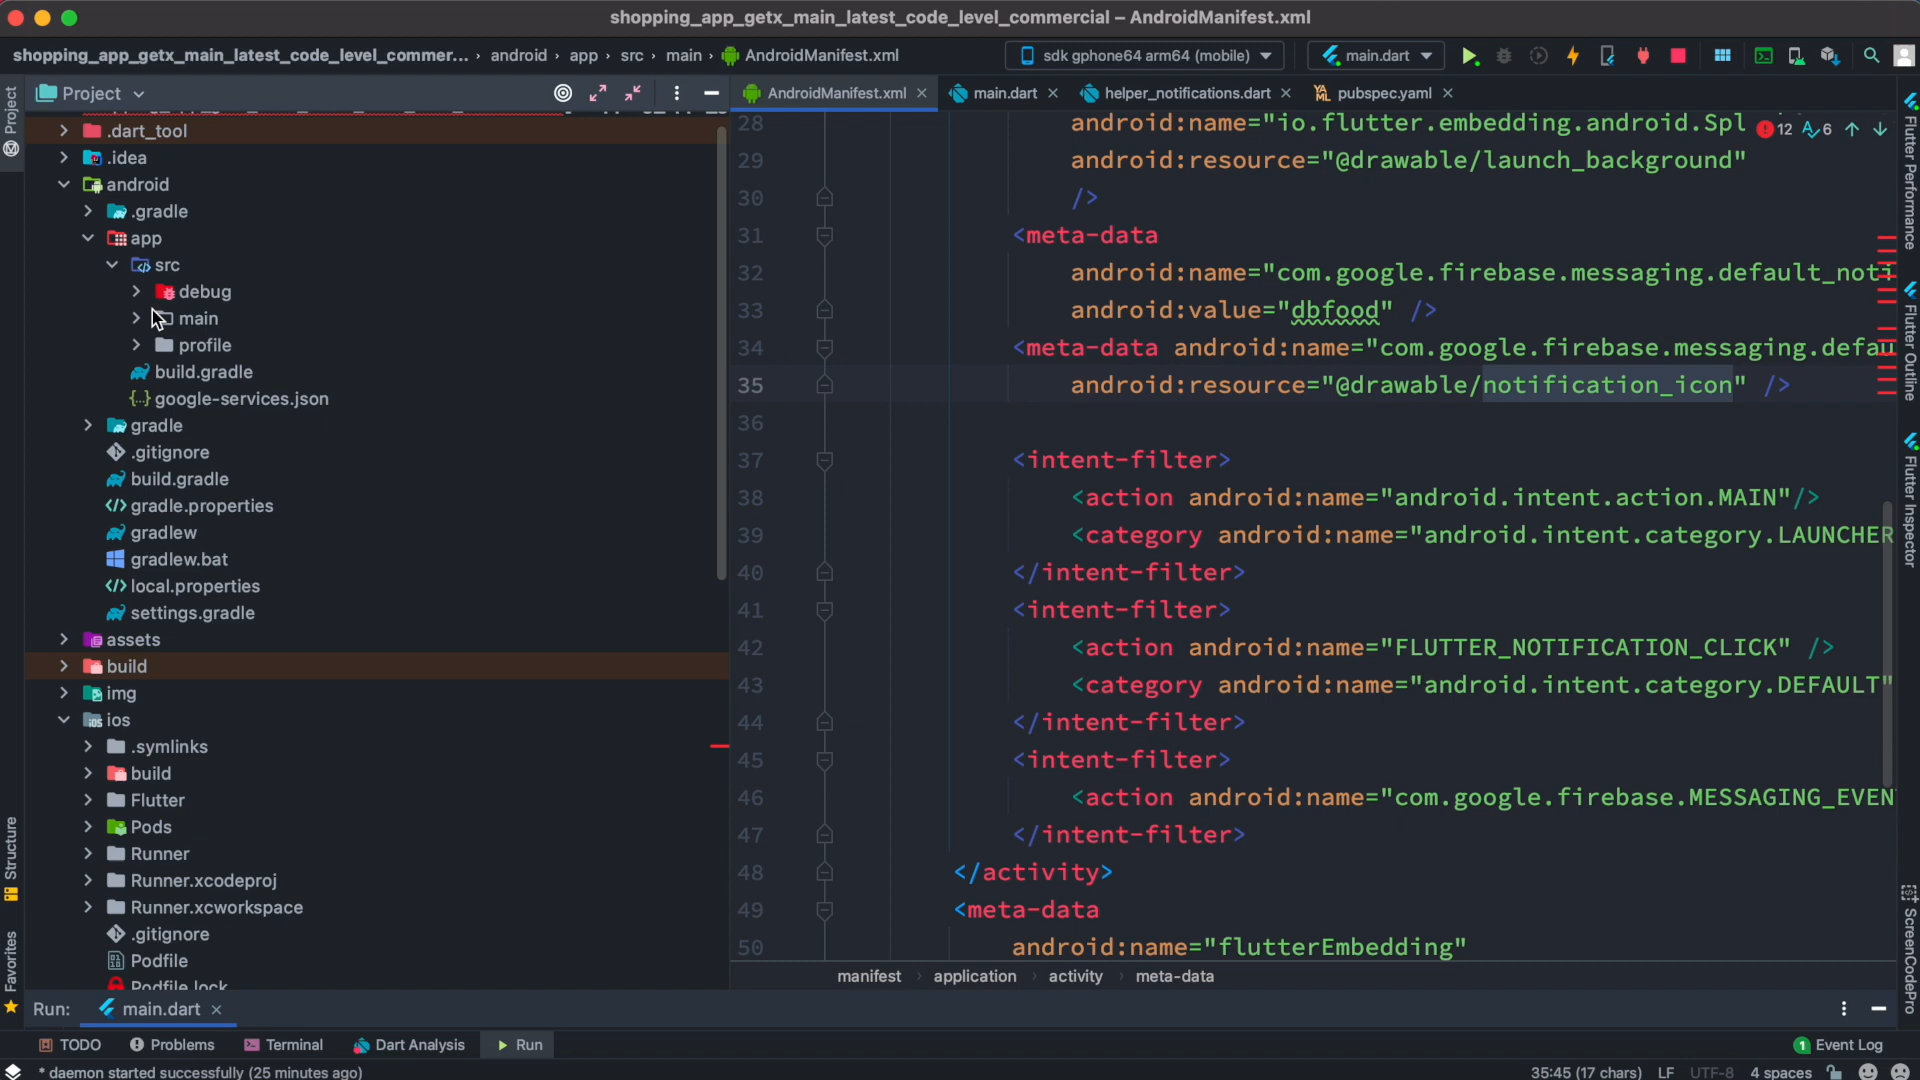 shopping_app_getx_main_latest_code_level_commercial – AndroidManifest.xml
shopping_app_getx_main_latest_code_level_commer... › android › app › src › main › AndroidManifest.xml
sdk gphone64 arm64 (mobile)
main.dart
Project
AndroidManifest.xml
main.dart
helper_notifications.dart
pubspec.yaml
Project
.dart_tool
.idea
android
.gradle
app
src
debug
main
profile
build.gradle
google-services.json
gradle
.gitignore
build.gradle
gradle.properties
gradlew
gradlew.bat
local.properties
settings.gradle
assets
build
img
ios
.symlinks
build
Flutter
Pods
Runner
Runner.xcodeproj
Runner.xcworkspace
.gitignore
Podfile
Podfile.lock
Structure
Favorites
12 6
28 android:name="io.flutter.embedding.android.Spl
29 android:resource="@drawable/launch_background"
30 />
31 <meta-data
32 android:name="com.google.firebase.messaging.default_noti
33 android:value="dbfood" />
34 <meta-data android:name="com.google.firebase.messaging.defau
35 android:resource="@drawable/notification_icon" />
36
37 <intent-filter>
38 <action android:name="android.intent.action.MAIN"/>
39 <category android:name="android.intent.category.LAUNCHER
40 </intent-filter>
41 <intent-filter>
42 <action android:name="FLUTTER_NOTIFICATION_CLICK" />
43 <category android:name="android.intent.category.DEFAULT"
44 </intent-filter>
45 <intent-filter>
46 <action android:name="com.google.firebase.MESSAGING_EVEN
47 </intent-filter>
48 </activity>
49 <meta-data
50 android:name="flutterEmbedding"
manifest › application › activity › meta-data
Flutter Performance
Flutter Outline
Flutter Inspector
ScreenCodePro
Run: main.dart
TODO Problems Terminal Dart Analysis Run
1 Event Log
* daemon started successfully (25 minutes ago)
35:45 (17 chars) LF UTF-8 4 spaces